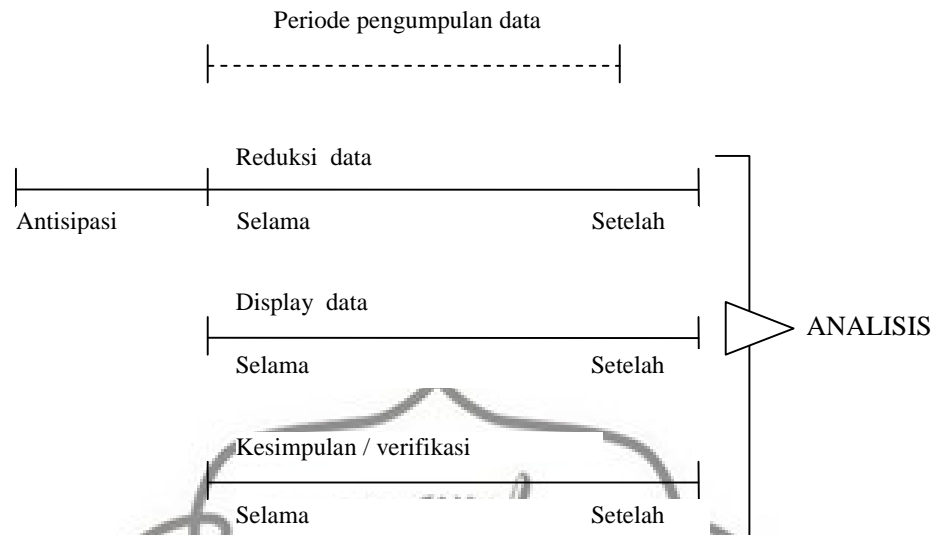 Periode pengumpulan data
Reduksi data
Antisipasi Selama Setelah
Display data
ANALISIS
Selama Setelah
Kesimpulan / verifikasi
Selama Setelah